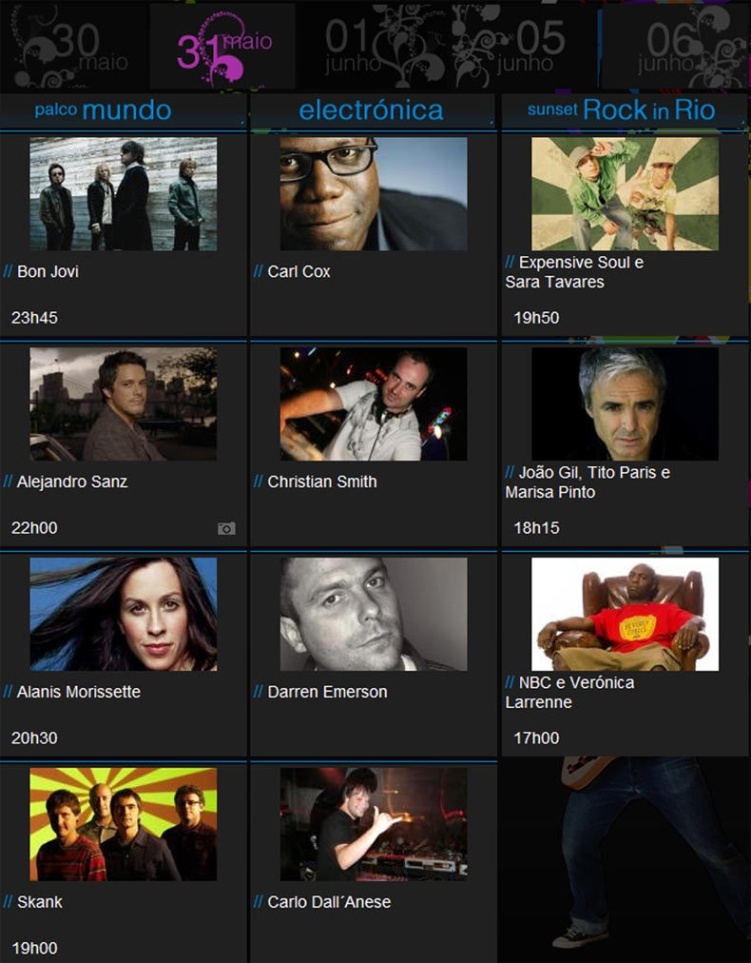 30 maio
31 maio
01 junho
05 junho
06 junho
palco mundo
electrónica
sunset Rock in Rio
// Bon Jovi
23h45
// Carl Cox
// Expensive Soul e
Sara Tavares
19h50
// Alejandro Sanz
22h00
// Christian Smith
// João Gil, Tito Paris e
Marisa Pinto
18h15
// Alanis Morissette
20h30
// Darren Emerson
// NBC e Verónica
Larrenne
17h00
// Skank
19h00
// Carlo Dall´Anese